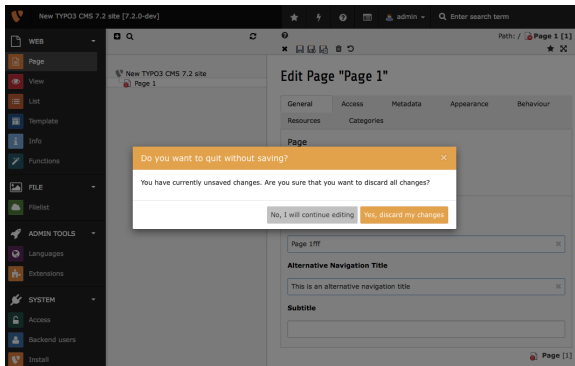 New TYPO3 CMS 7.2 site [7.2.0-dev]
admin
Enter search term
WEB
Page
View
List
Template
Info
Functions
FILE
Filelist
ADMIN TOOLS
Languages
Extensions
SYSTEM
Access
Backend users
Install
New TYPO3 CMS 7.2 site
Page 1
Path: / Page 1 [1]
Edit Page "Page 1"
General Access Metadata Appearance Behaviour
Resources Categories
Page
Do you want to quit without saving?
You have currently unsaved changes. Are you sure that you want to discard all changes?
No, I will continue editing Yes, discard my changes
Page 1fff
Alternative Navigation Title
This is an alternative navigation title
Subtitle
Page [1]